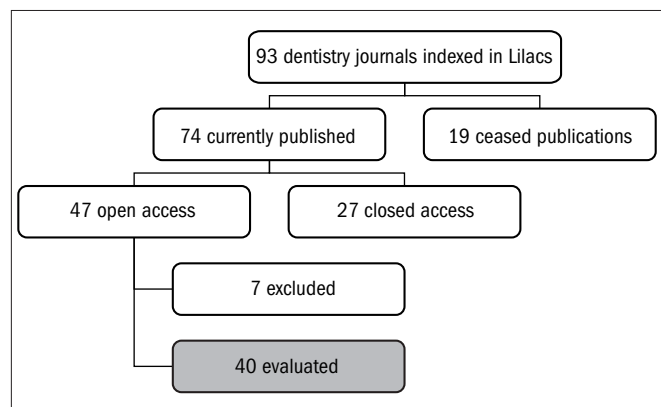 93 dentistry journals indexed in Lilacs
74 currently published
19 ceased publications
47 open access
27 closed access
7 excluded
40 evaluated